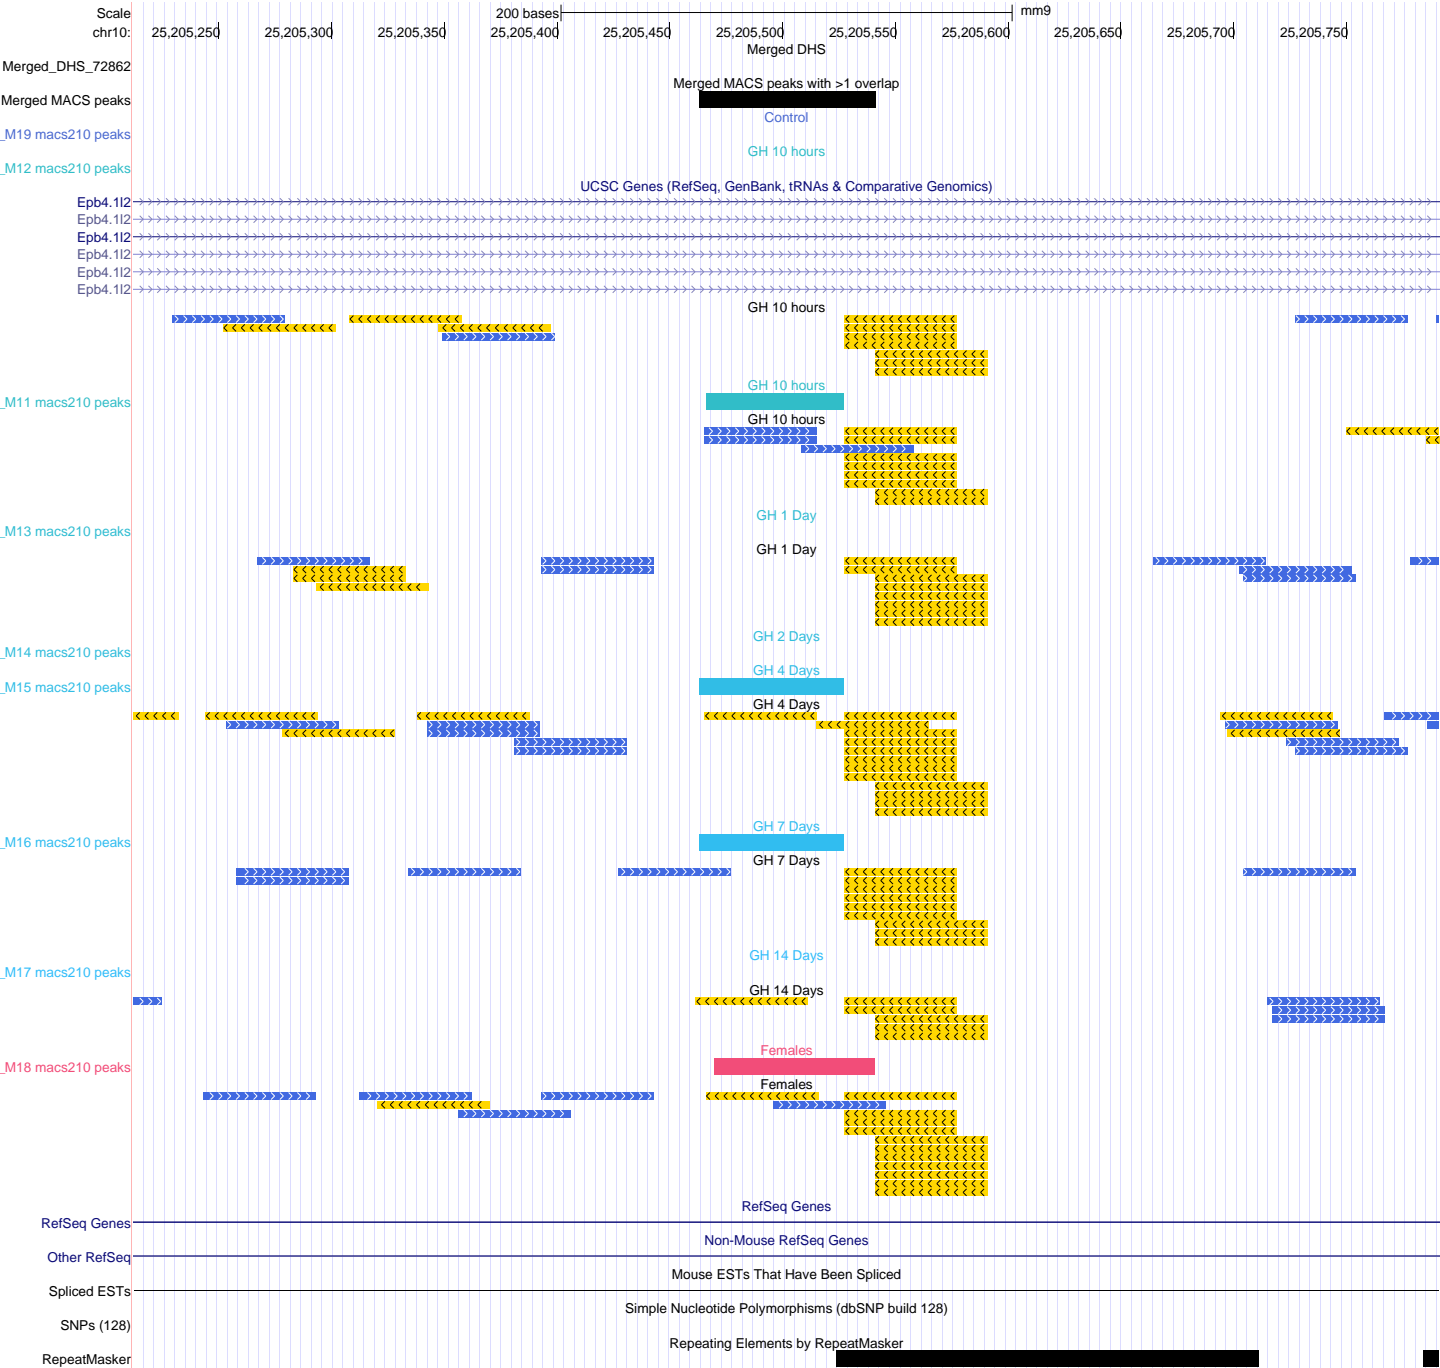 Scale 200 bases mm9
chr10: 25,205,250 25,205,300 25,205,350 25,205,400 25,205,450 25,205,500 25,205,550 25,205,600 25,205,650 25,205,700 25,205,750
Merged DHS
Merged_DHS_72862
Merged MACS peaks with >1 overlap
Merged MACS peaks
Control
_M19 macs210 peaks
GH 10 hours
_M12 macs210 peaks
UCSC Genes (RefSeq, GenBank, tRNAs & Comparative Genomics)
Epb4.1l2
Epb4.1l2
Epb4.1l2
Epb4.1l2
Epb4.1l2
Epb4.1l2
GH 10 hours
GH 10 hours
_M11 macs210 peaks
GH 10 hours
GH 1 Day
_M13 macs210 peaks
GH 1 Day
GH 2 Days
_M14 macs210 peaks
GH 4 Days
_M15 macs210 peaks
GH 4 Days
GH 7 Days
_M16 macs210 peaks
GH 7 Days
GH 14 Days
_M17 macs210 peaks
GH 14 Days
Females
_M18 macs210 peaks
Females
RefSeq Genes
RefSeq Genes
Non-Mouse RefSeq Genes
Other RefSeq
Mouse ESTs That Have Been Spliced
Spliced ESTs
Simple Nucleotide Polymorphisms (dbSNP build 128)
SNPs (128)
Repeating Elements by RepeatMasker
RepeatMasker